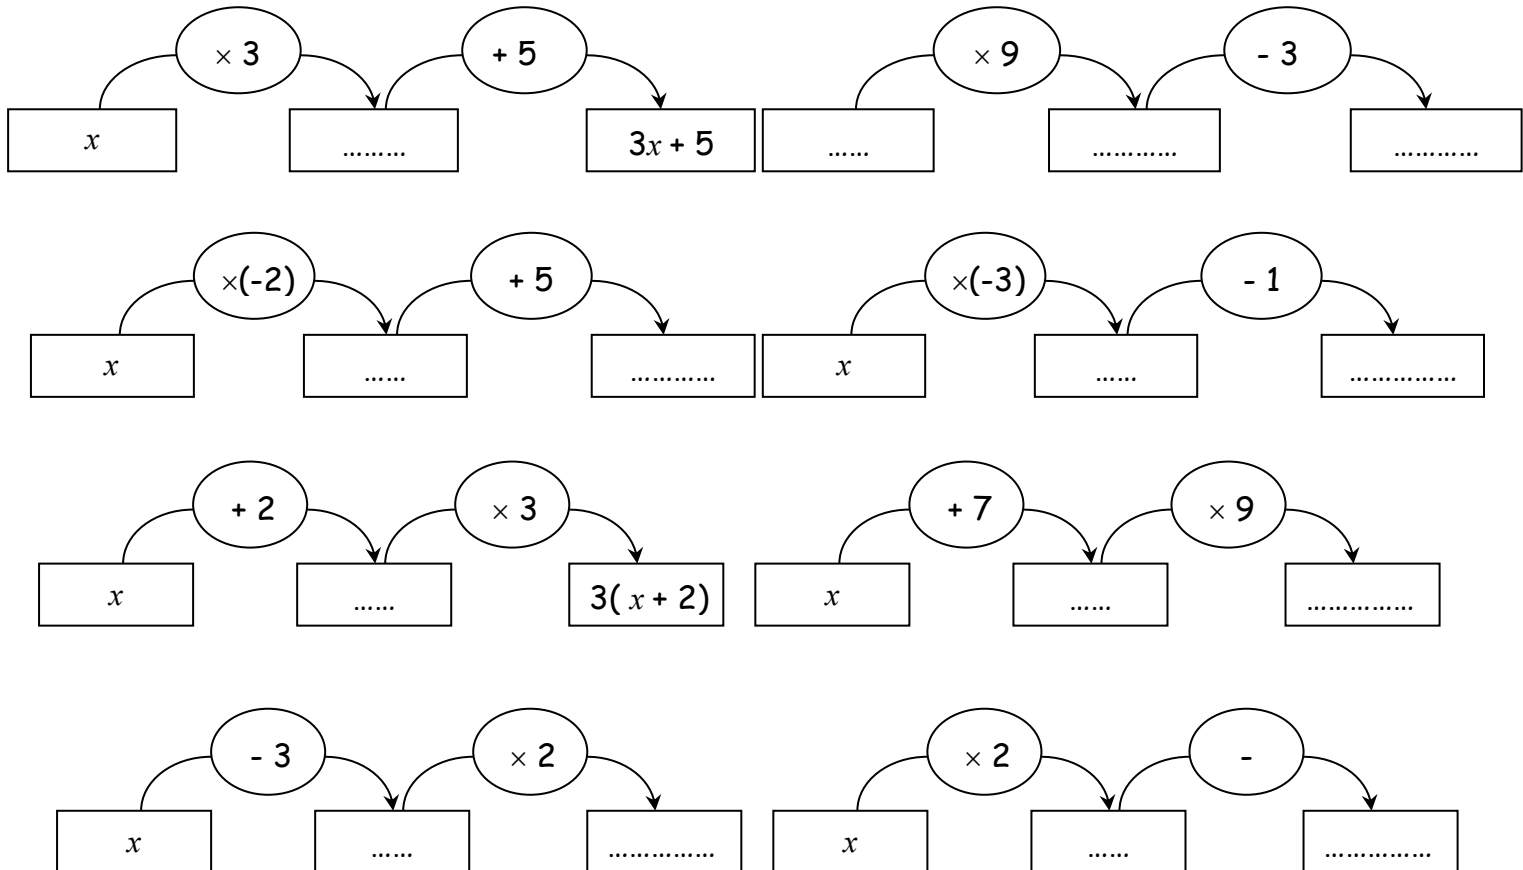 × 3 + 5 × 9 - 3
x ……… 3x + 5 …… ………… …………
×(-2) + 5 ×(-3) - 1
x …… ………… x …… ……………
+ 2 × 3 + 7 × 9
x …… 3( x + 2) x …… ……………
- 3 × 2 × 2 -
x …… …………… x …… ……………